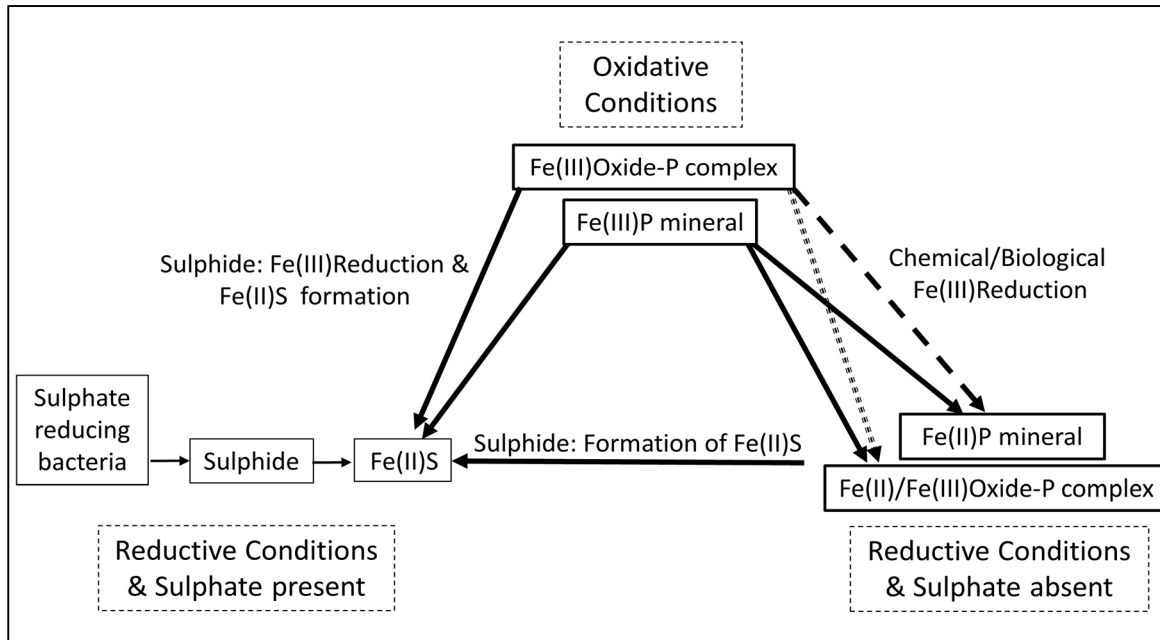 Oxidative
Conditions
Fe(III)Oxide-P complex
Fe(III)P mineral
Sulphide: Fe(III)Reduction &
Fe(II)S formation
Chemical/Biological
Fe(III)Reduction
Sulphate
reducing
bacteria
Sulphide
Fe(II)S
Sulphide: Formation of Fe(II)S
Fe(II)P mineral
Fe(II)/Fe(III)Oxide-P complex
Reductive Conditions
& Sulphate present
Reductive Conditions
& Sulphate absent